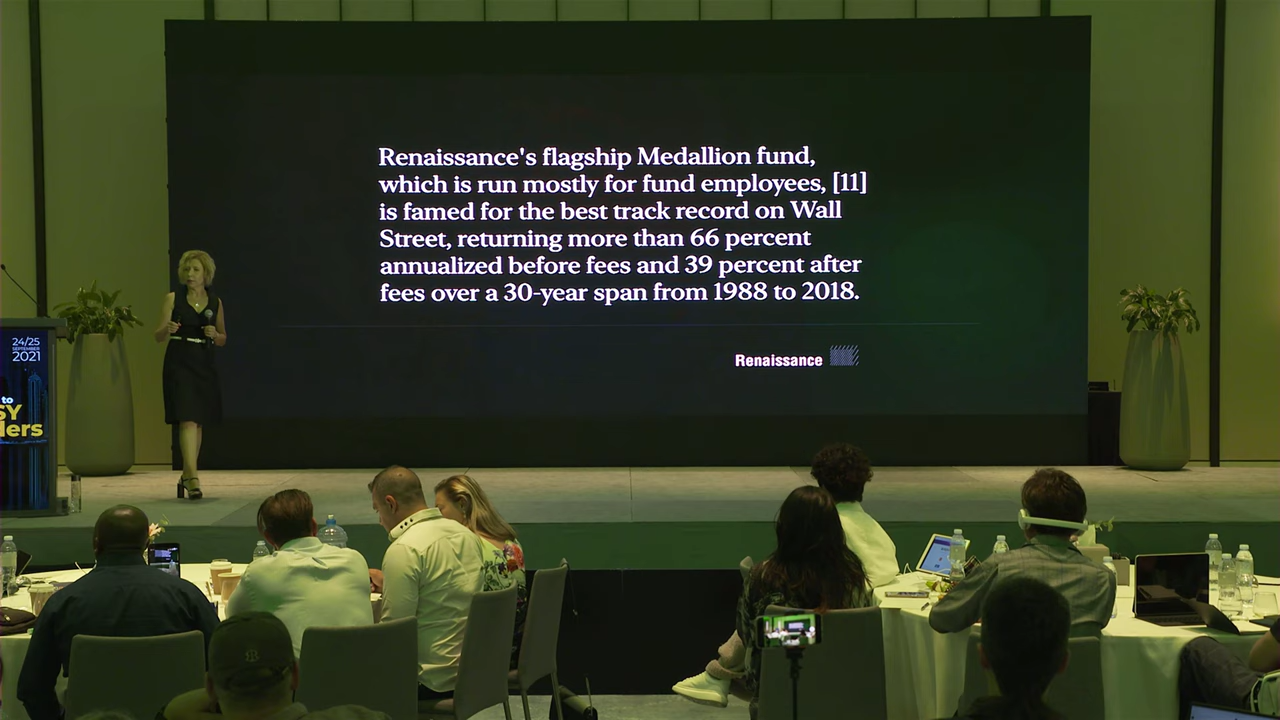 Renaissance's flagship Medallion fund,
which is run mostly for fund employees, [11]
is famed for the best track record on Wall
Street, returning more than 66 percent
annualized before fees and 39 percent after
fees over a 30-year span from 1988 to 2018.
Renaissance
24/25
SEPTEMBER
2021
to